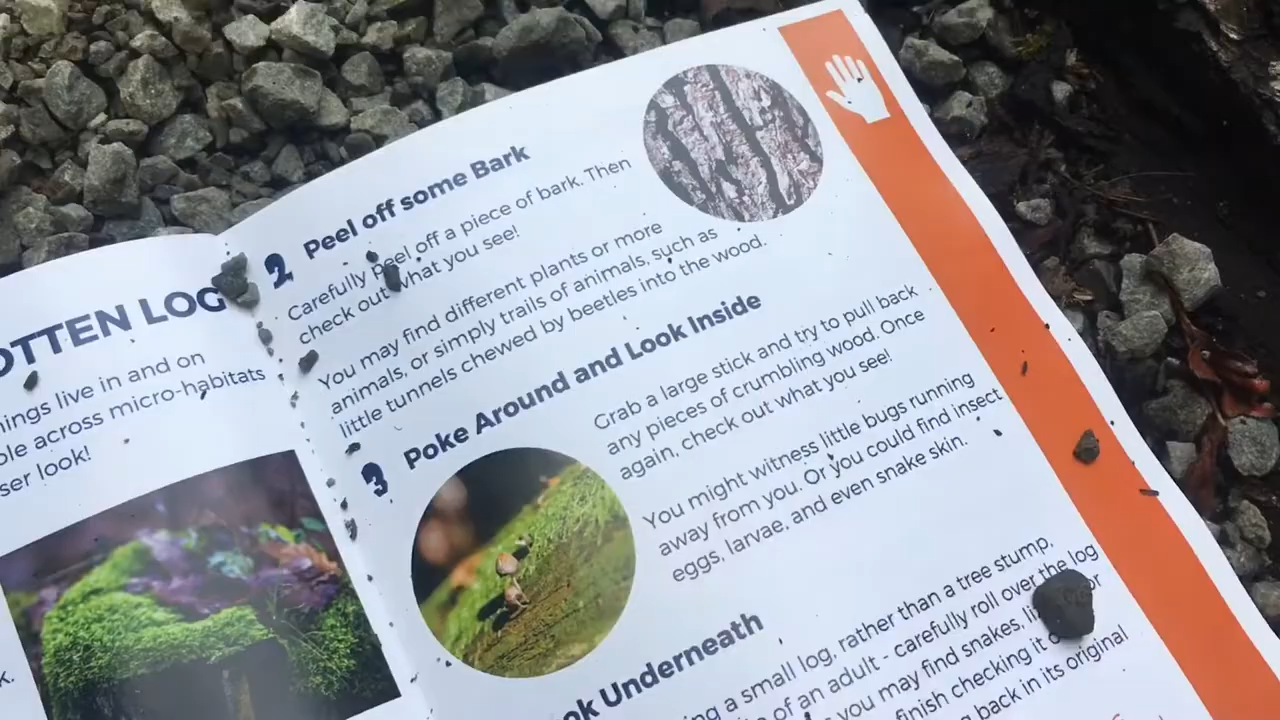 OTTEN LOG
ings live in and on
le across micro-habitats
ser look!
k.
2 Peel off some Bark
Carefully peel off a piece of bark. Then
check out what you see!
You may find different plants or more
animals, or simply trails of animals, such as
little tunnels chewed by beetles into the wood.
3 Poke Around and Look Inside
Grab a large stick and try to pull back
any pieces of crumbling wood. Once
again, check out what you see!
You might witness little bugs running
away from you. Or you could find insect
eggs, larvae, and even snake skin.
ok Underneath
ng a small log, rather than a tree stump,
of an adult - carefully roll over the log
you may find snakes, or
finish checking it
back in its original